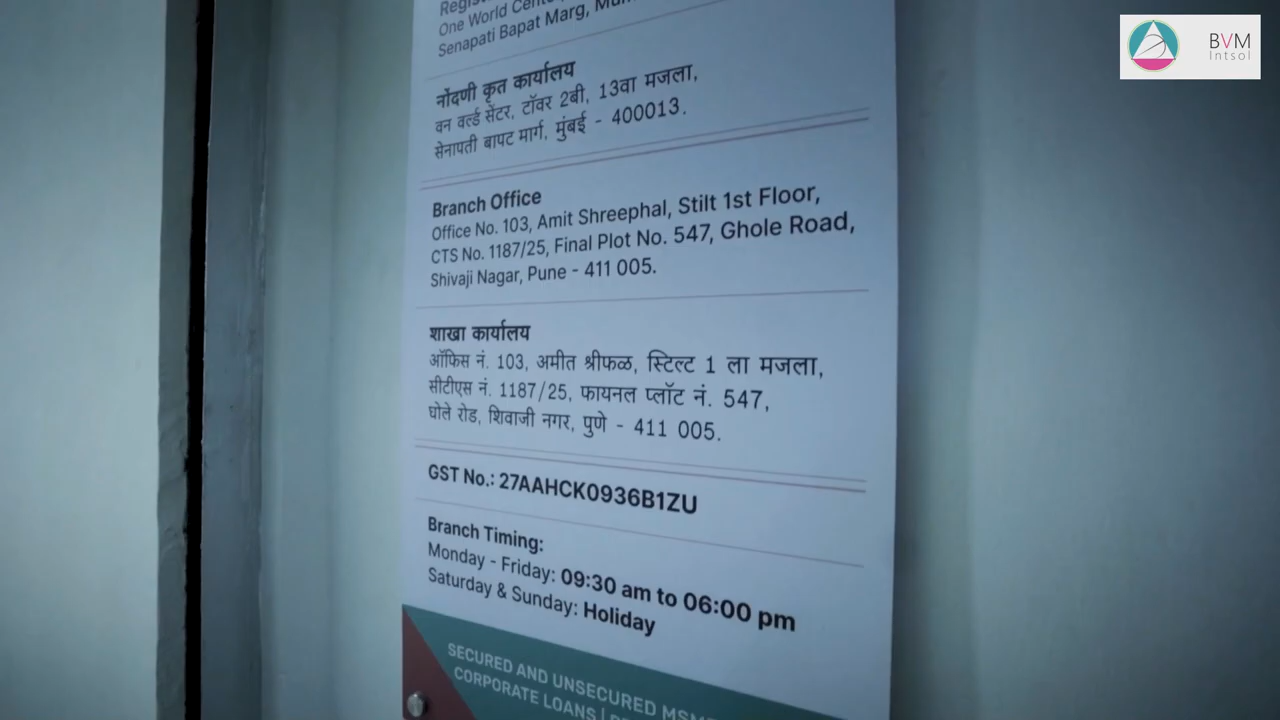 One World Cent
Senapati Bapat Marg,
नोंदणी कृत कार्यालय
वन वर्ल्ड सेंटर, टॉवर 2बी, 13वा मजला,
सेनापती बापट मार्ग, मुंबई - 400013.
Branch Office
Office No. 103, Amit Shreephal, Stilt 1st Floor,
CTS No. 1187/25, Final Plot No. 547, Ghole Road,
Shivaji Nagar, Pune - 411 005.
शाखा कार्यालय
ऑफिस नं. 103, अमीत श्रीफळ, स्टिल्ट 1 ला मजला,
सीटीएस नं. 1187/25, फायनल प्लॉट नं. 547,
घोले रोड, शिवाजी नगर, पुणे - 411 005.
GST No.: 27AAHCK0936B1ZU
Branch Timing:
Monday - Friday: 09:30 am to 06:00 pm
Saturday & Sunday: Holiday
SECURED AND UNSECURED MSM
CORPORATE LOANS |
BVM
Intsol